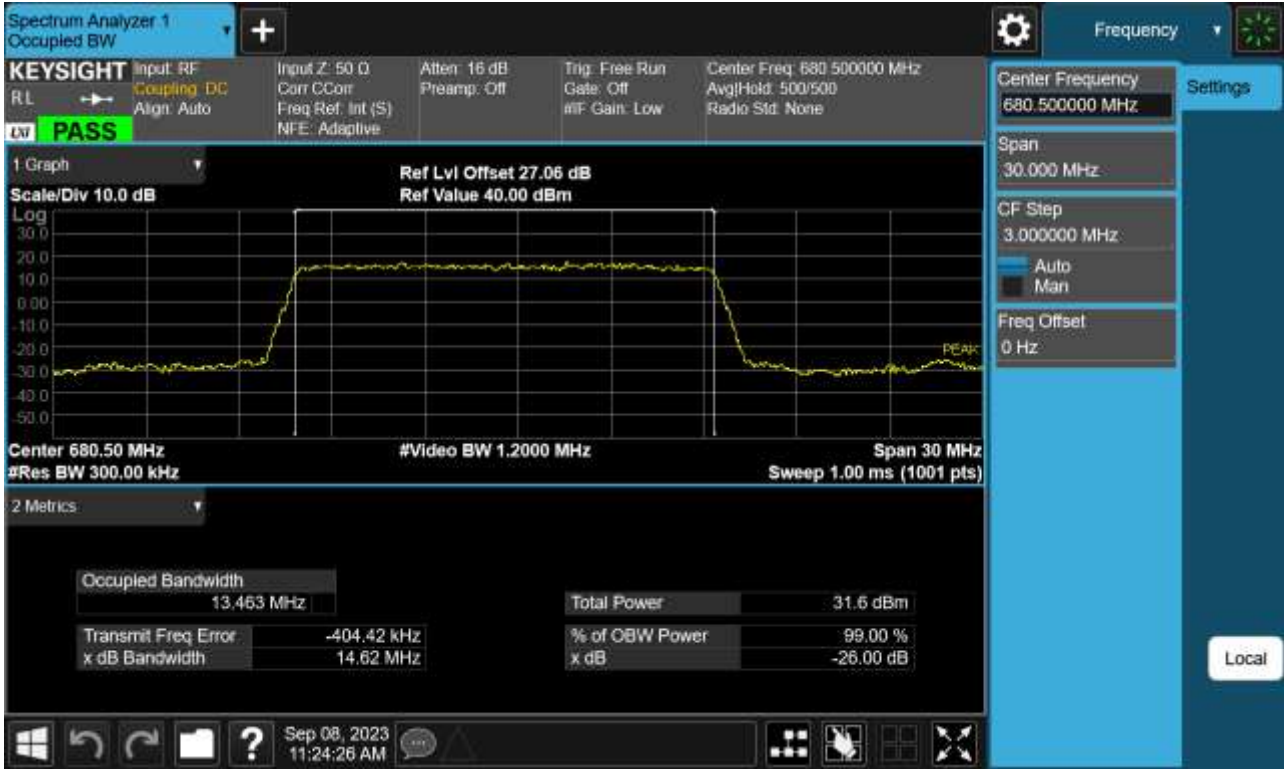 Spectrum Analyzer 1
Occupied BW
Frequency
KEYSIGHT
RL
LXI
PASS
Input: RF
Coupling: DC
Align: Auto
Input Z: 50 Ω
Corr CCorr
Freq Ref: Int (S)
NFE: Adaptive
Atten: 16 dB
Preamp: Off
Trig: Free Run
Gate: Off
#IF Gain: Low
Center Freq: 680.500000 MHz
Avg|Hold: 500/500
Radio Std: None
Center Frequency
680.500000 MHz
Settings
Span
30.000 MHz
CF Step
3.000000 MHz
Auto
Man
Freq Offset
0 Hz
1 Graph
Scale/Div 10.0 dB
Ref Lvl Offset 27.06 dB
Ref Value 40.00 dBm
Log
30.0
20.0
10.0
0.00
-10.0
-20.0
-30.0
-40.0
-50.0
PEAK
Center 680.50 MHz
#Video BW 1.2000 MHz
Span 30 MHz
#Res BW 300.00 kHz
Sweep 1.00 ms (1001 pts)
2 Metrics
Occupied Bandwidth
13.463 MHz
Total Power 31.6 dBm
Transmit Freq Error -404.42 kHz
% of OBW Power 99.00 %
x dB Bandwidth 14.62 MHz
x dB -26.00 dB
Local
?
Sep 08, 2023
11:24:26 AM